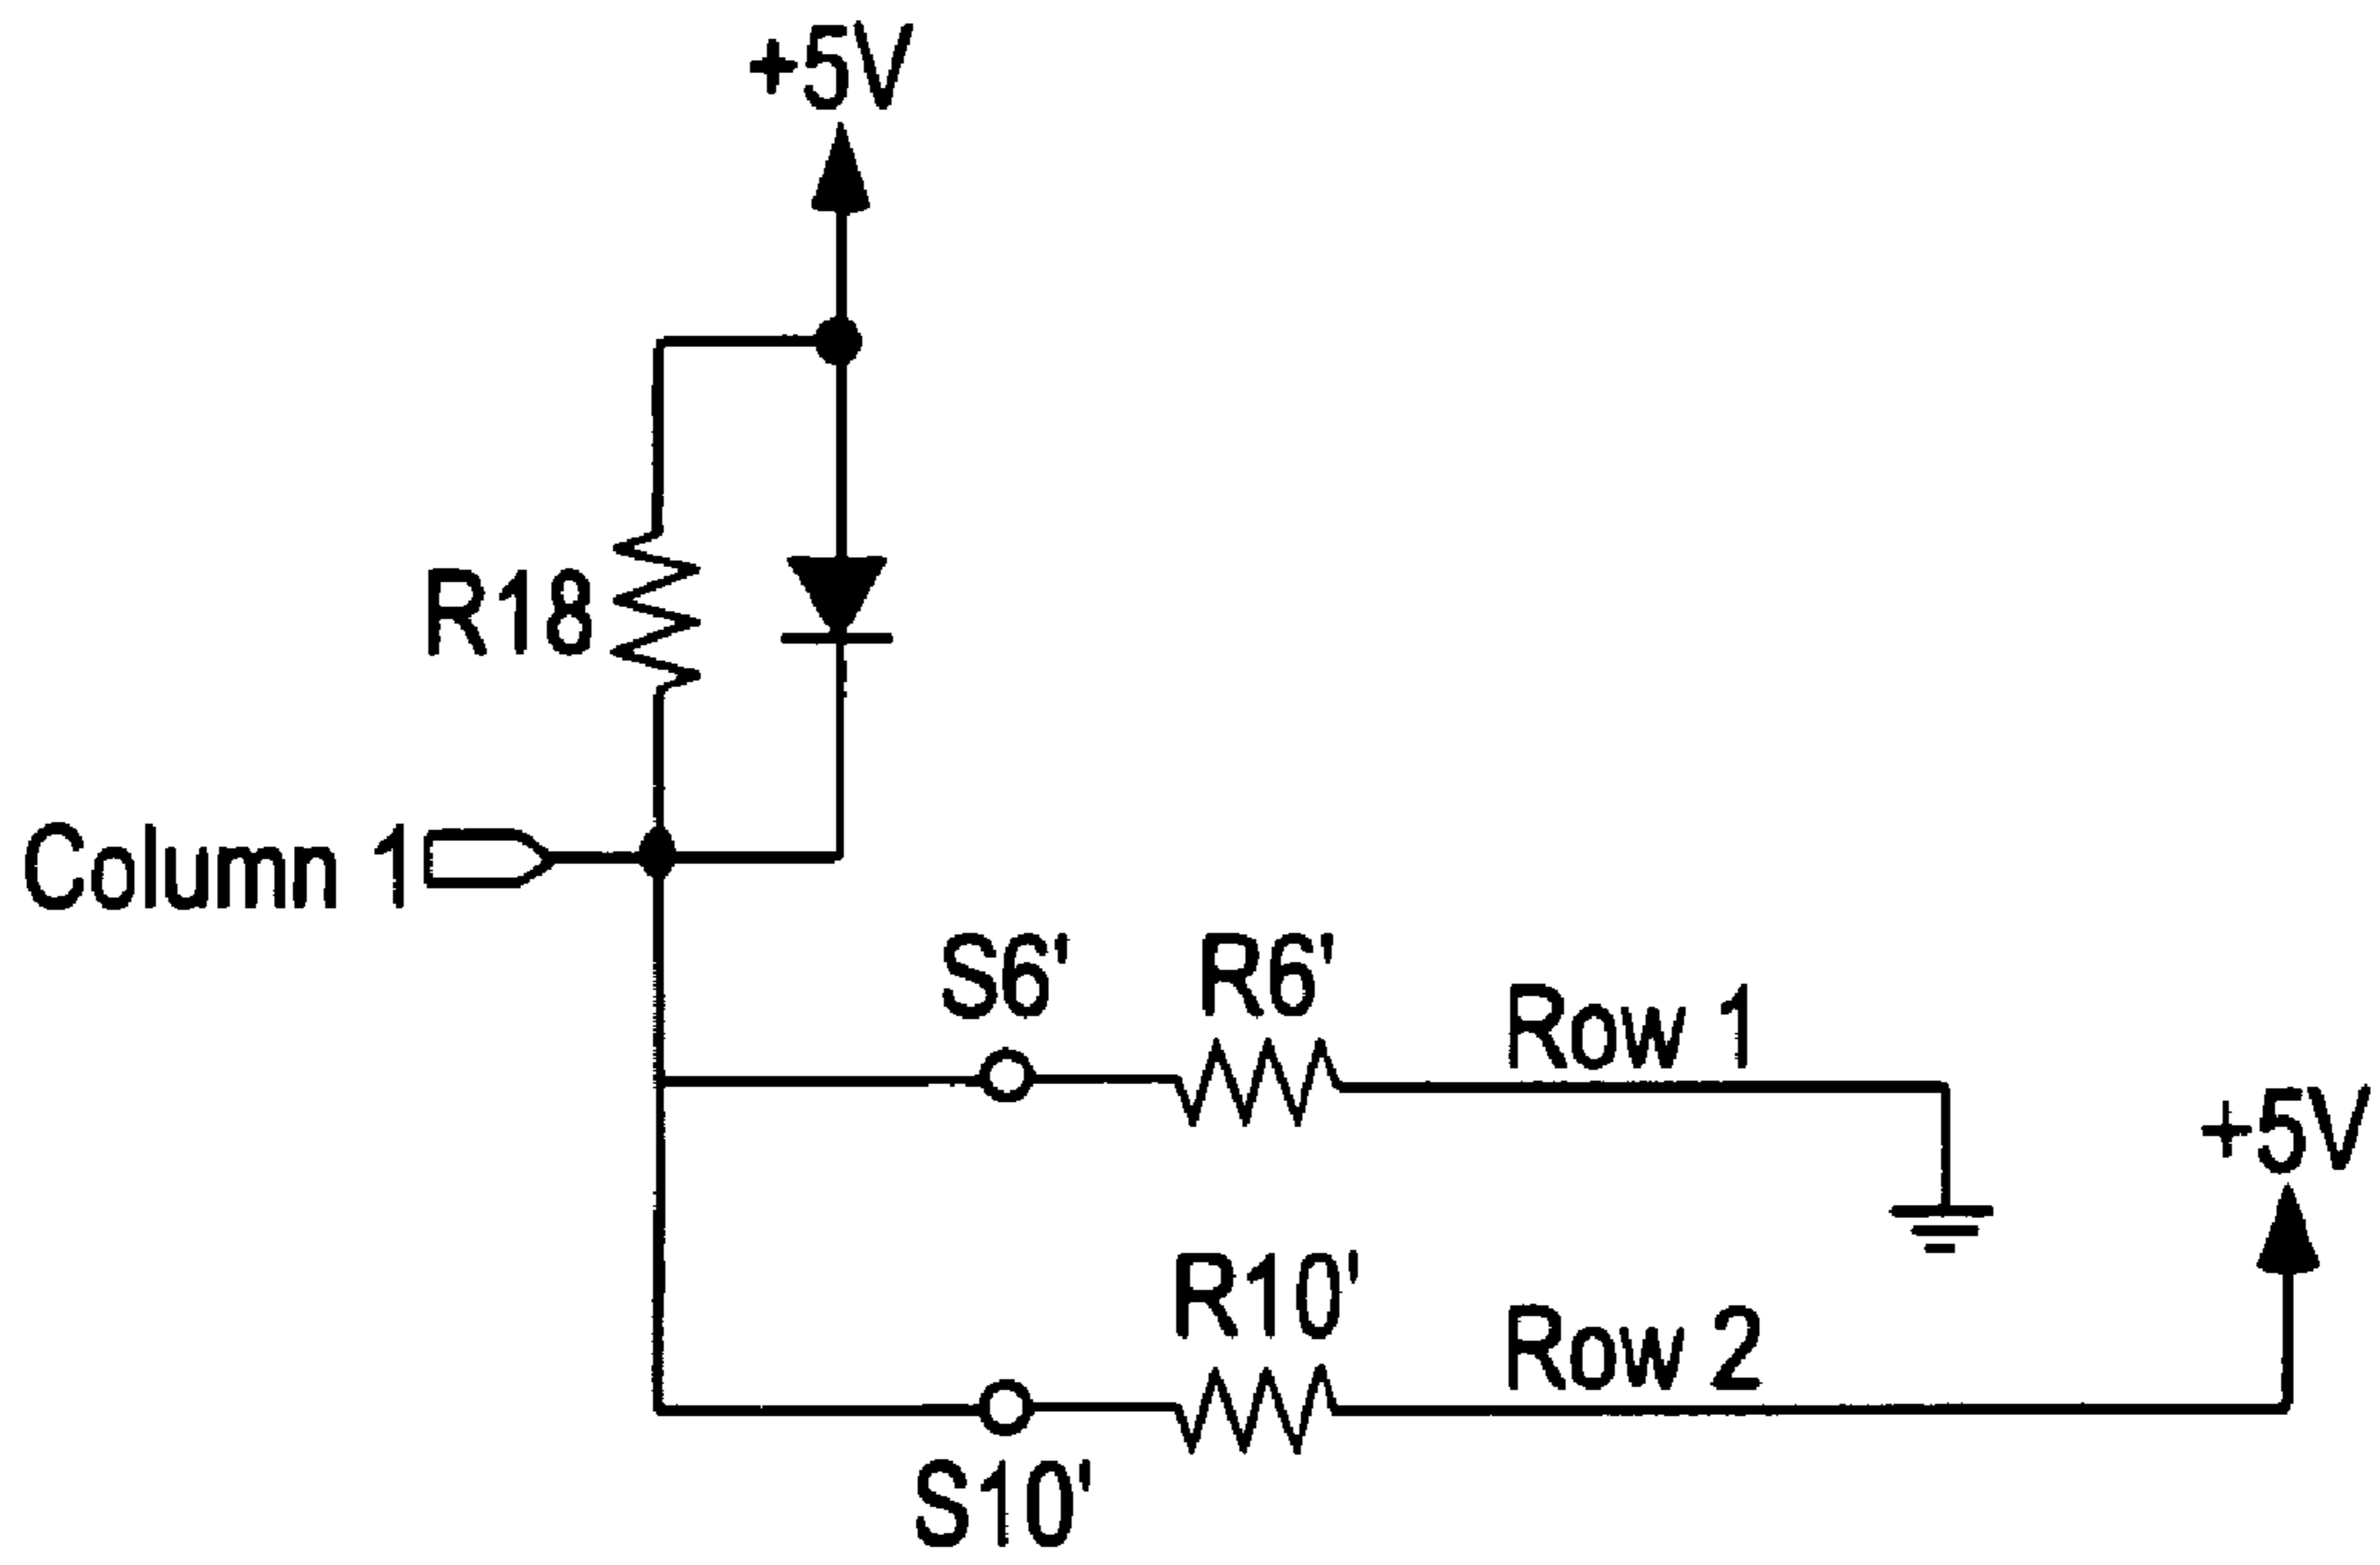 +5V
R18
Column 1
S6'
R6'
Row 1
+5V
R10'
Row 2
S10'